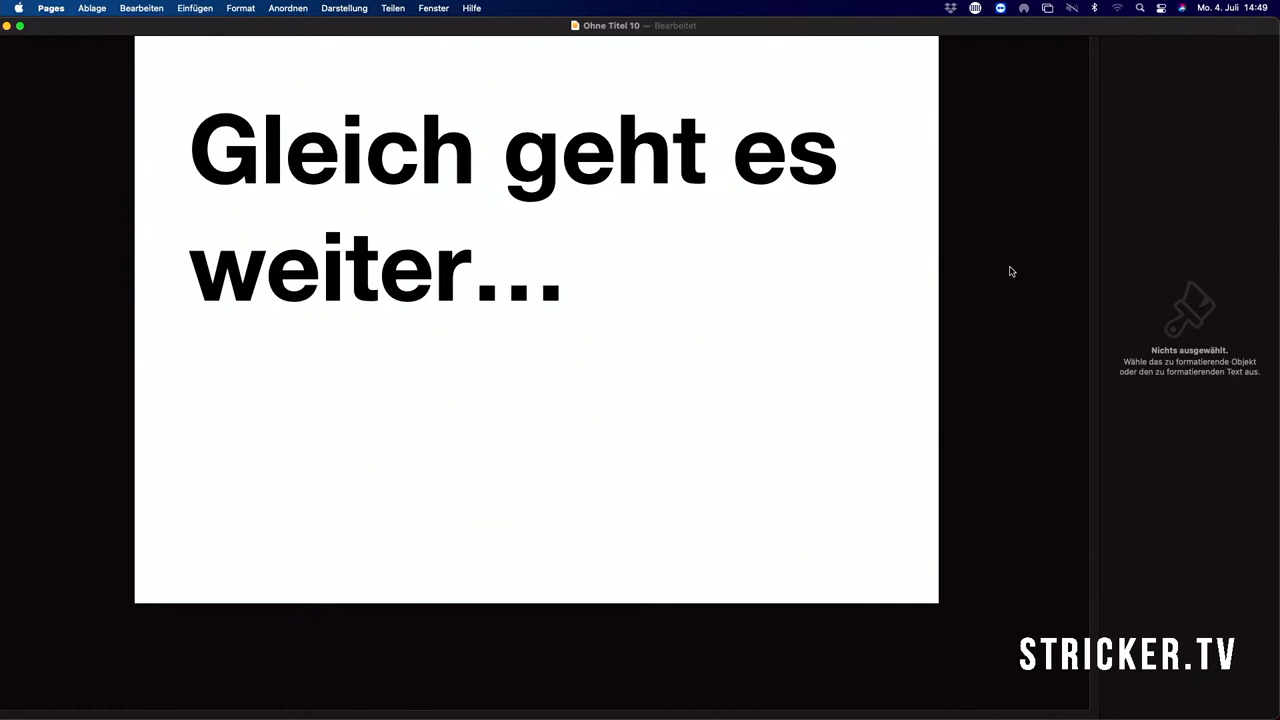 Pages Ablage Bearbeiten Einfügen Format Anordnen Darstellung Teilen Fenster Hilfe Mo. 4. Juli 14:49
Ohne Titel 10 — Bearbeitet
Gleich geht es
weiter...
Nichts ausgewählt.
Wähle das zu formatierende Objekt
oder den zu formatierenden Text aus.
STRICKER.TV